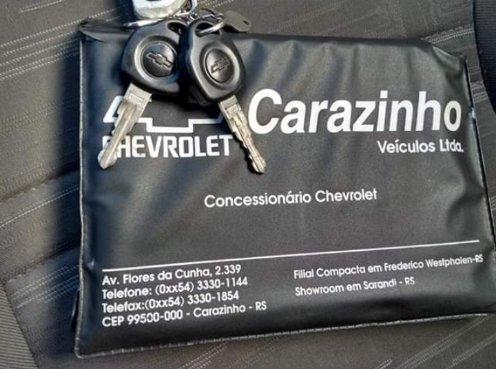 CHEVROLET
Carazinho
Veículos Ltda.
Concessionário Chevrolet
Av. Flores da Cunha, 2.339
Telefone: (0xx54) 3330-1144
Telefax:(0xx54) 3330-1854
CEP 99500-000 - Carazinho - RS
Filial Compacta em Frederico Westphalen-RS
Showroom em Sarandi - RS